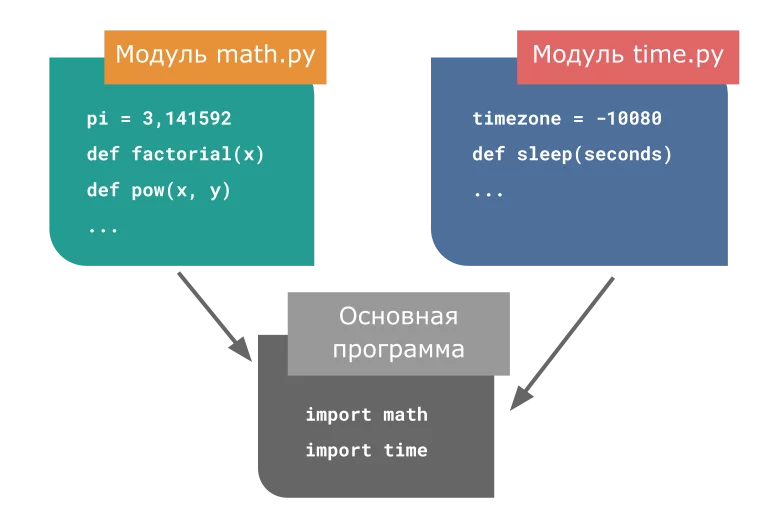 Модуль math.py
pi = 3,141592
def factorial(x)
def pow(x, y)
...
Модуль time.py
timezone = -10080
def sleep(seconds)
...
Основная
программа
import math
import time